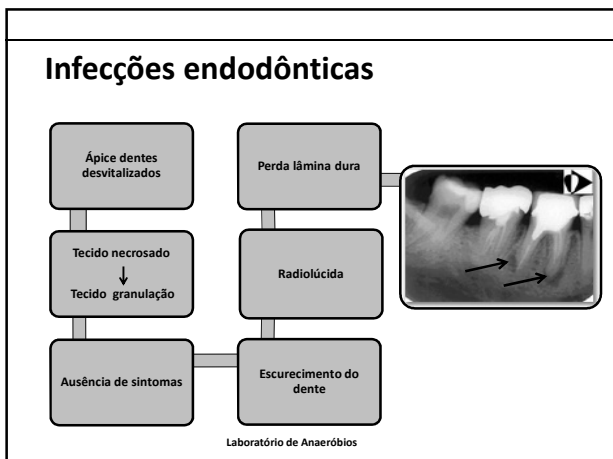 Infecções endodônticas
Ápice dentes
desvitalizados
Tecido necrosado
Tecido granulação
Ausência de sintomas
Escurecimento do
dente
Radiolúcida
Perda lâmina dura
Laboratório de Anaeróbios